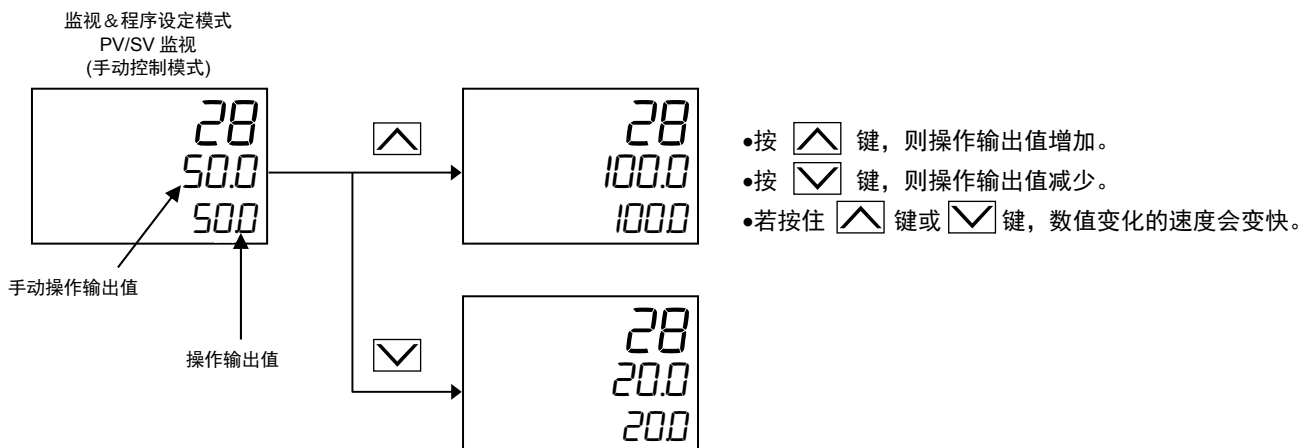 监视&程序设定模式
PV/SV 监视
(手动控制模式)
28
50.0
50.0
手动操作输出值
操作输出值
28
100.0
100.0
28
20.0
20.0
•按 键，则操作输出值增加。
•按 键，则操作输出值减少。
•若按住 键或 键，数值变化的速度会变快。